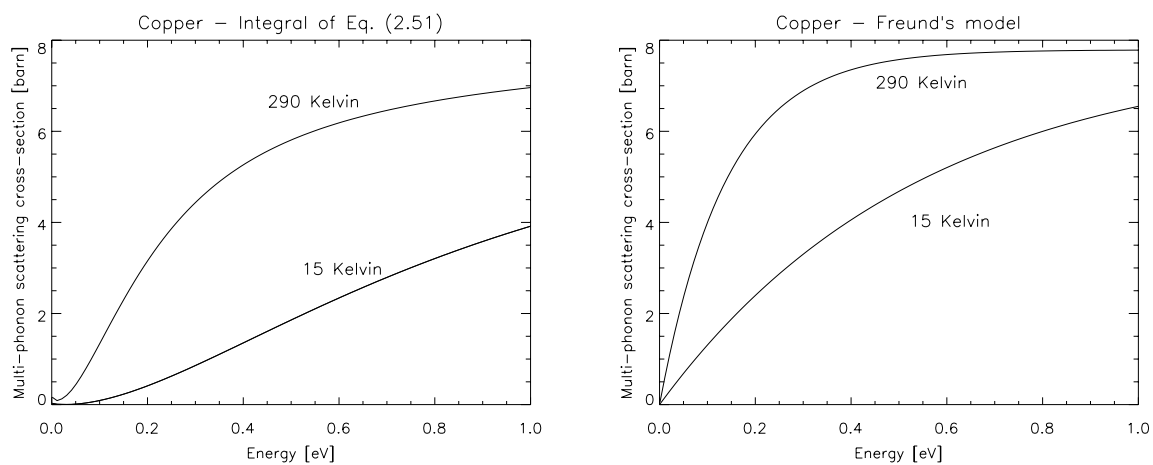 Copper – Integral of Eq. (2.51)
Multi–phonon scattering cross–section [barn]
8
6
4
2
0
290 Kelvin
15 Kelvin
0.0 0.2 0.4 0.6 0.8 1.0
Energy [eV]
Copper – Freund's model
Multi–phonon scattering cross–section [barn]
8
6
4
2
0
290 Kelvin
15 Kelvin
0.0 0.2 0.4 0.6 0.8 1.0
Energy [eV]